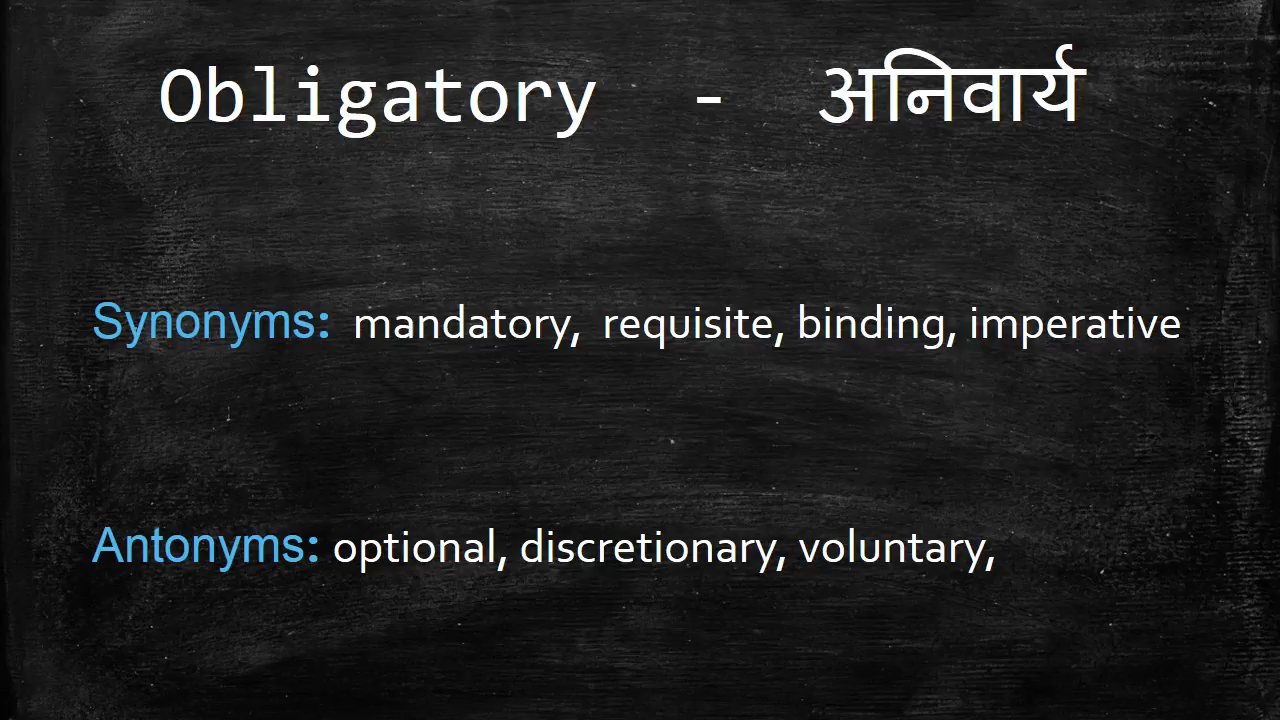 Obligatory - अनिवार्य
Synonyms: mandatory, requisite, binding, imperative
Antonyms: optional, discretionary, voluntary,